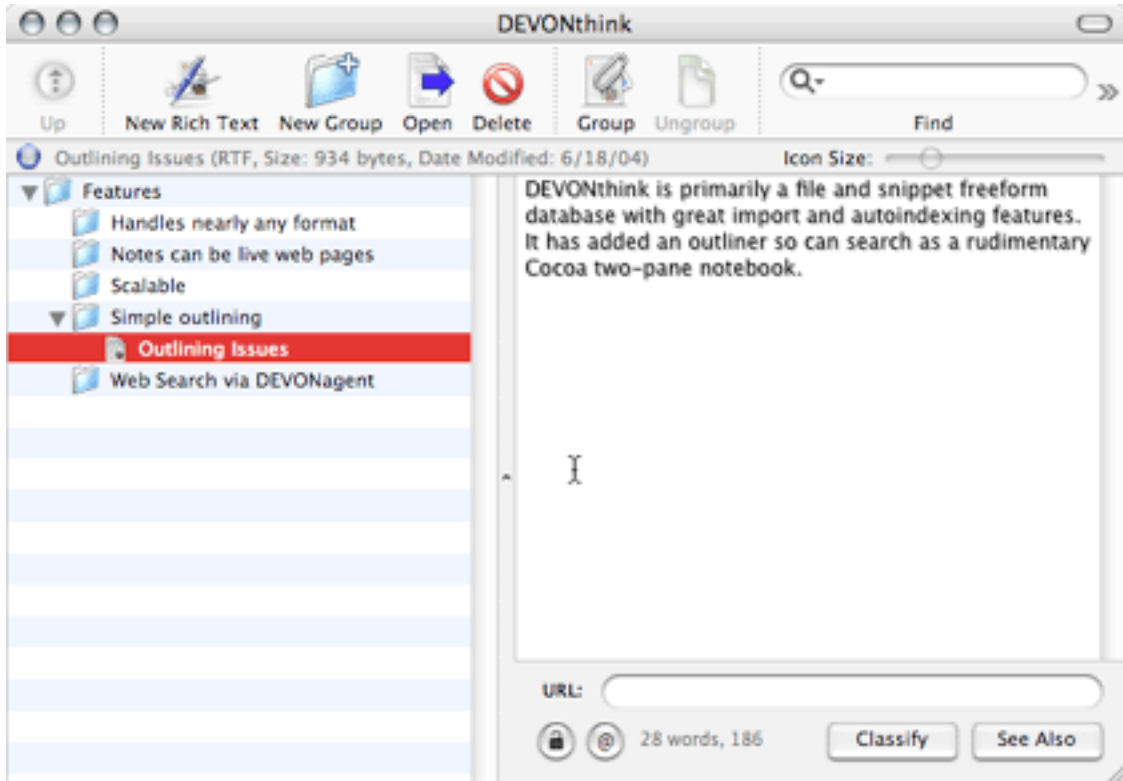 DEVONthink
Up New Rich Text New Group Open Delete Group Ungroup Find
Outlining Issues (RTF, Size: 934 bytes, Date Modified: 6/18/04) Icon Size:
Features
Handles nearly any format
Notes can be live web pages
Scalable
Simple outlining
Outlining Issues
Web Search via DEVONagent
DEVONthink is primarily a file and snippet freeform
database with great import and autoindexing features.
It has added an outliner so can search as a rudimentary
Cocoa two-pane notebook.
URL:
@ 28 words, 186 Classify See Also